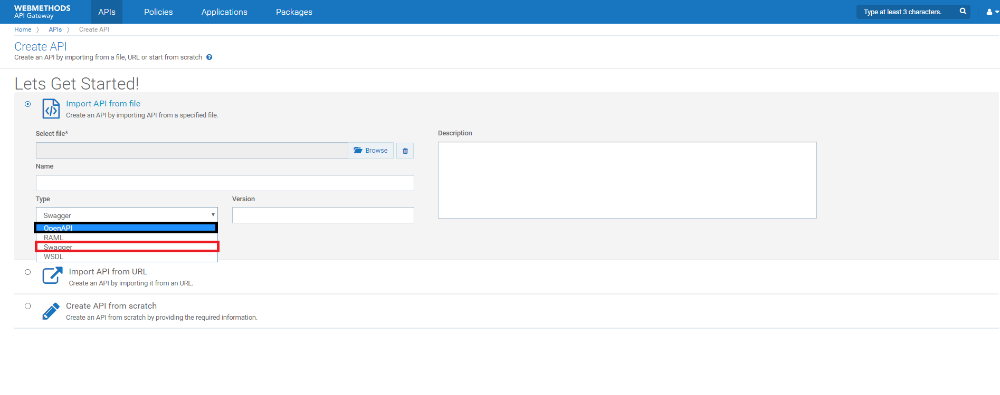 WEBMETHODS
API Gateway
APIs
Policies
Applications
Packages
Type at least 3 characters.
Home
APIs
Create API
Create API
Create an API by importing from a file, URL or start from scratch
Lets Get Started!
Import API from file
Create an API by importing API from a specified file.
Select file*
Browse
Name
Type
Version
Swagger
OpenAPI
RAML
Swagger
WSDL
Description
Import API from URL
Create an API by importing it from an URL.
Create API from scratch
Create an API from scratch by providing the required information.